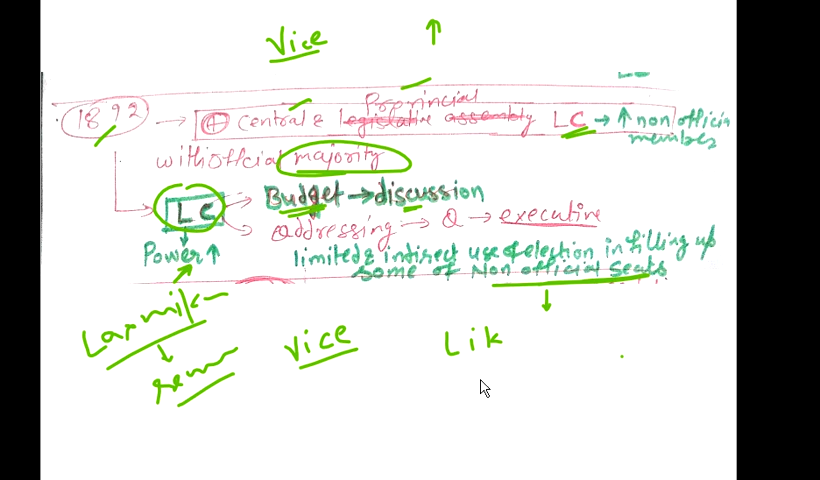 Vice ↑
1892 → + central & Provincial legislative assembly LC → ↑ non official
members
with official majority
LC → Budget → discussion
addressing → Q → executive
Power ↑ limited & indirect use of election in filling up
some of Non official seats
Laxmik
Vice Lik